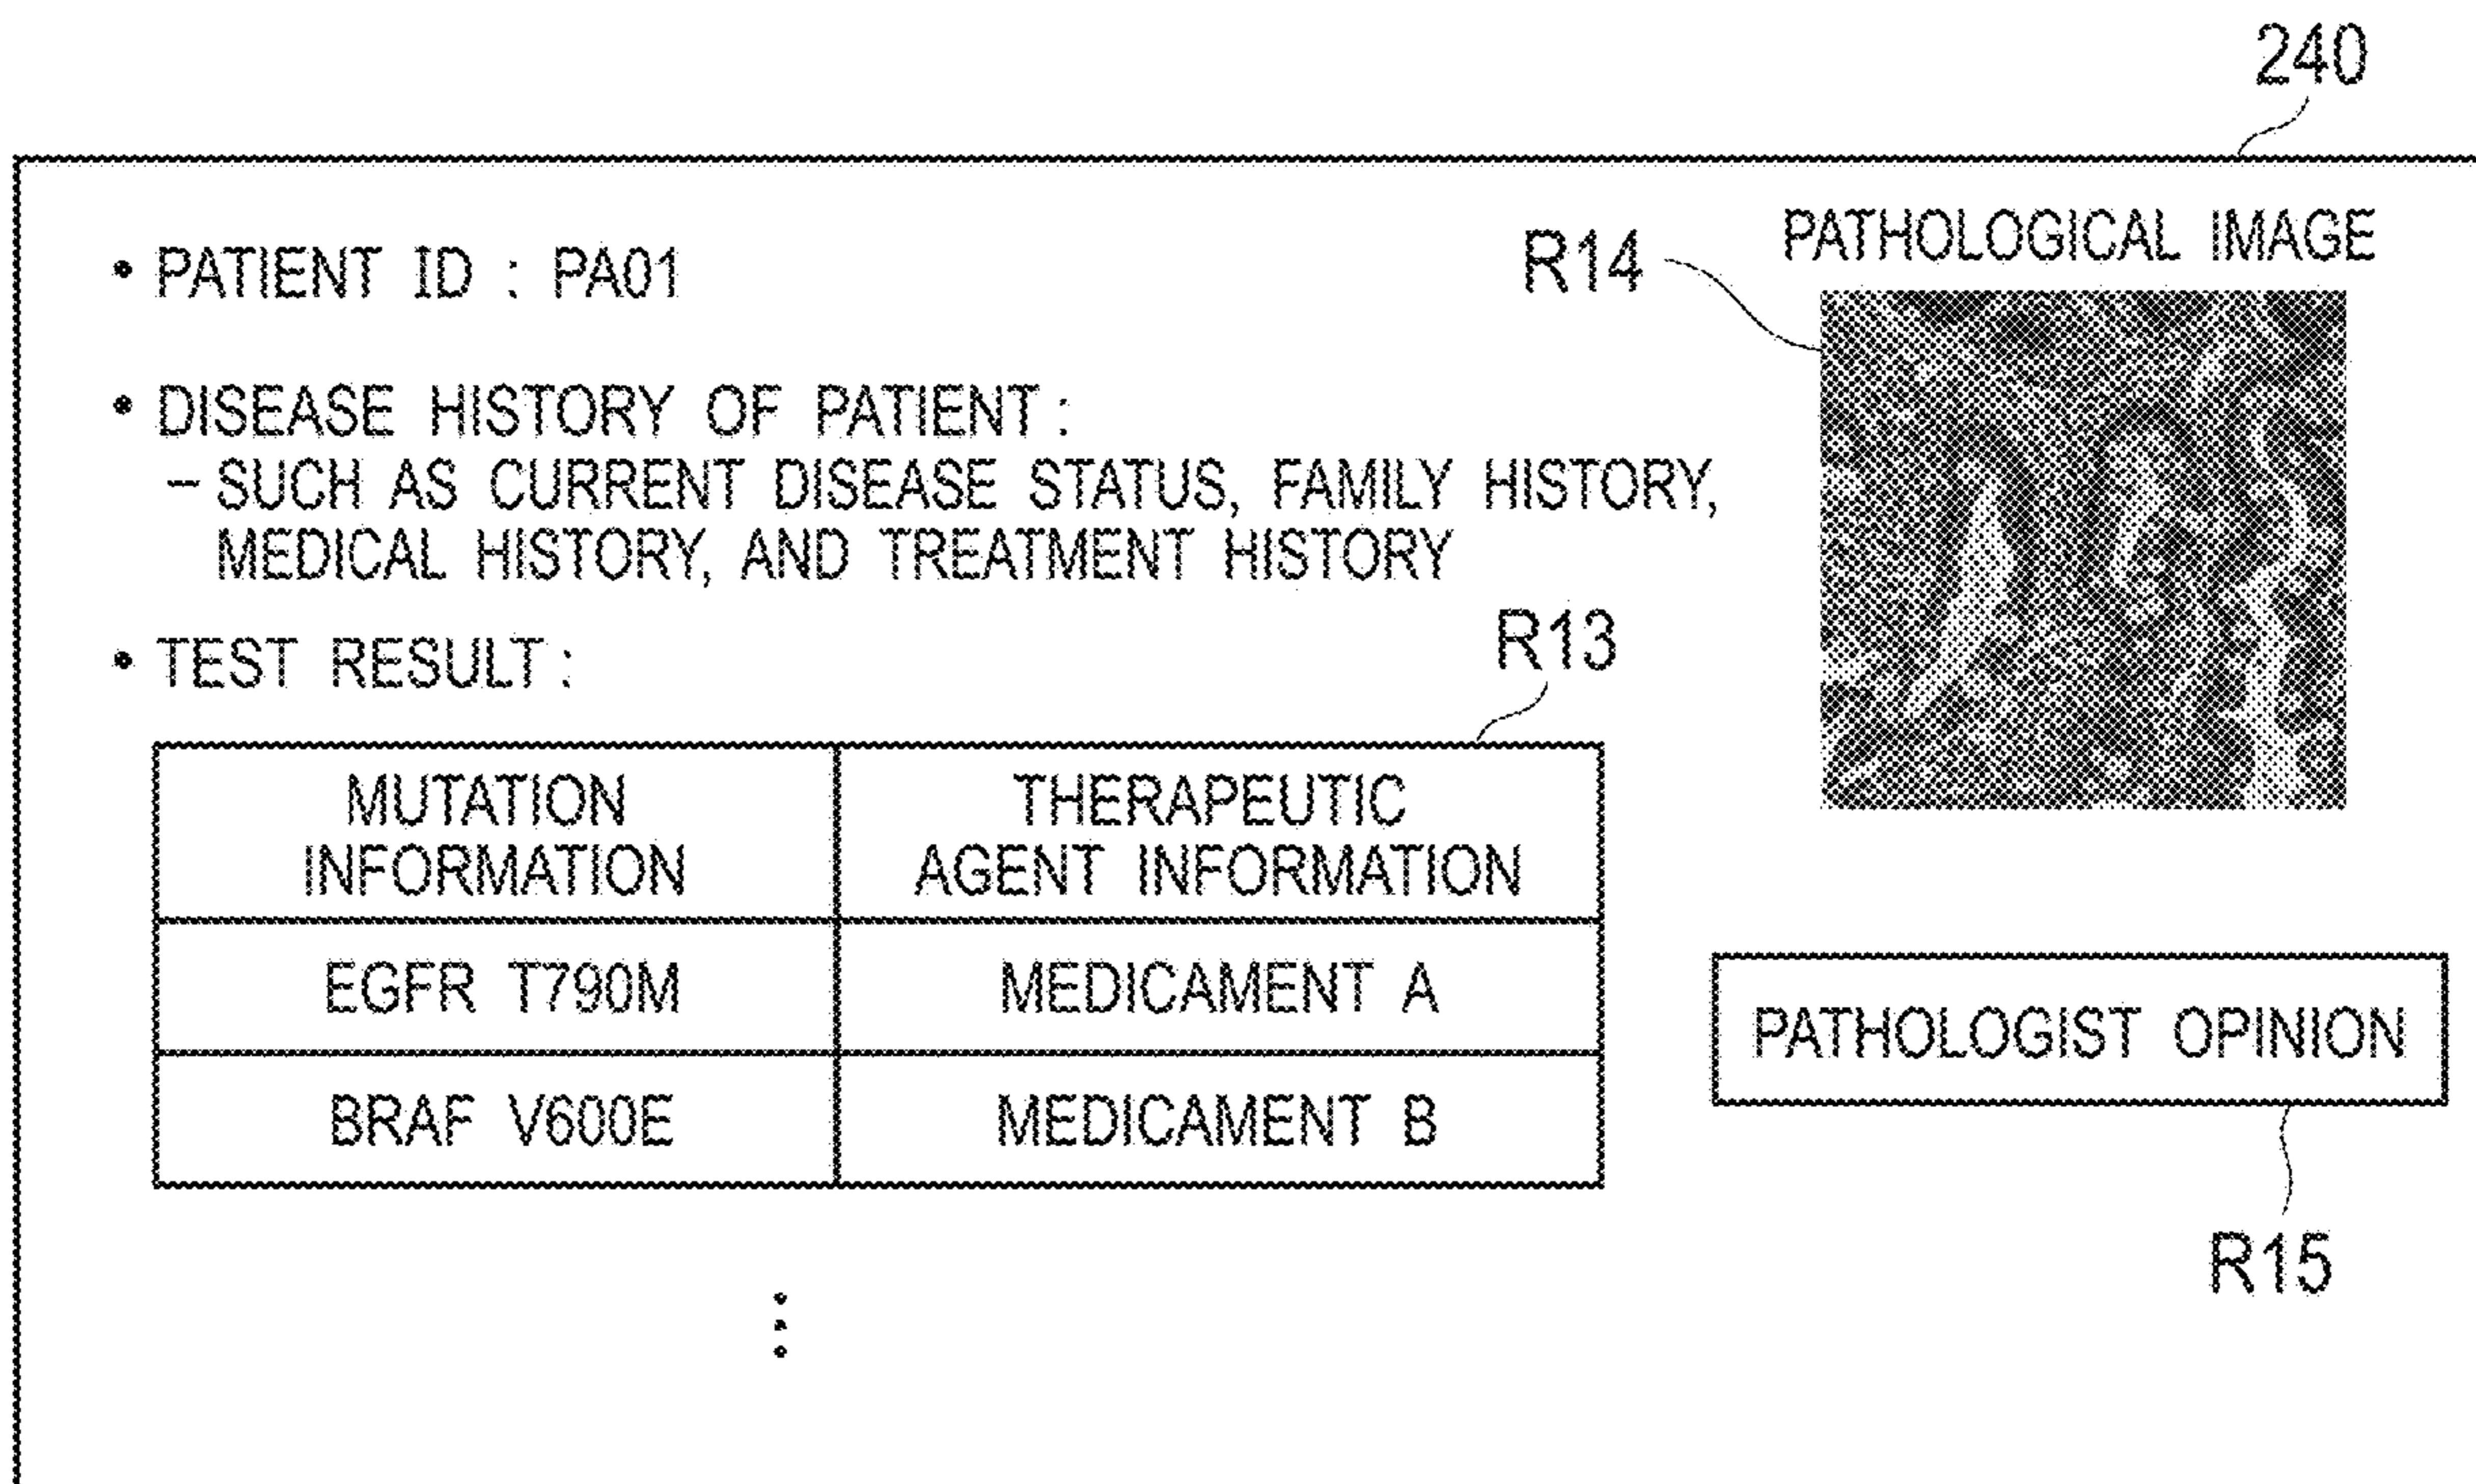 240
• PATIENT ID : PA01
• DISEASE HISTORY OF PATIENT :
– SUCH AS CURRENT DISEASE STATUS, FAMILY HISTORY,
MEDICAL HISTORY, AND TREATMENT HISTORY
• TEST RESULT :
R13
MUTATION
INFORMATION
THERAPEUTIC
AGENT INFORMATION
EGFR T790M
MEDICAMENT A
BRAF V600E
MEDICAMENT B
R14
PATHOLOGICAL IMAGE
PATHOLOGIST OPINION
R15